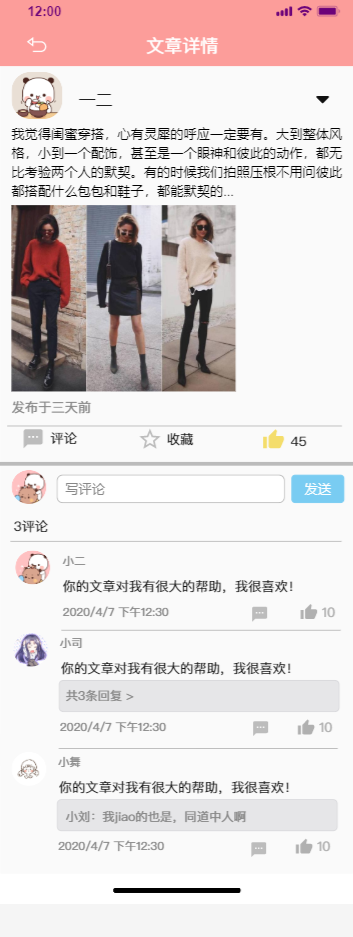 12:00
文章详情
一二
我觉得闺蜜穿搭，心有灵犀的呼应一定要有。大到整体风
格，小到一个配饰，甚至是一个眼神和彼此的动作，都无
比考验两个人的默契。有的时候我们拍照压根不用问彼此
都搭配什么包包和鞋子，都能默契的...
发布于三天前
评论 收藏 45
写评论 发送
3评论
小二
你的文章对我有很大的帮助，我很喜欢！
2020/4/7 下午12:30 10
小司
你的文章对我有很大的帮助，我很喜欢！
共3条回复 >
2020/4/7 下午12:30 10
小舞
你的文章对我有很大的帮助，我很喜欢！
小刘：我jiao的也是，同道中人啊
2020/4/7 下午12:30 10